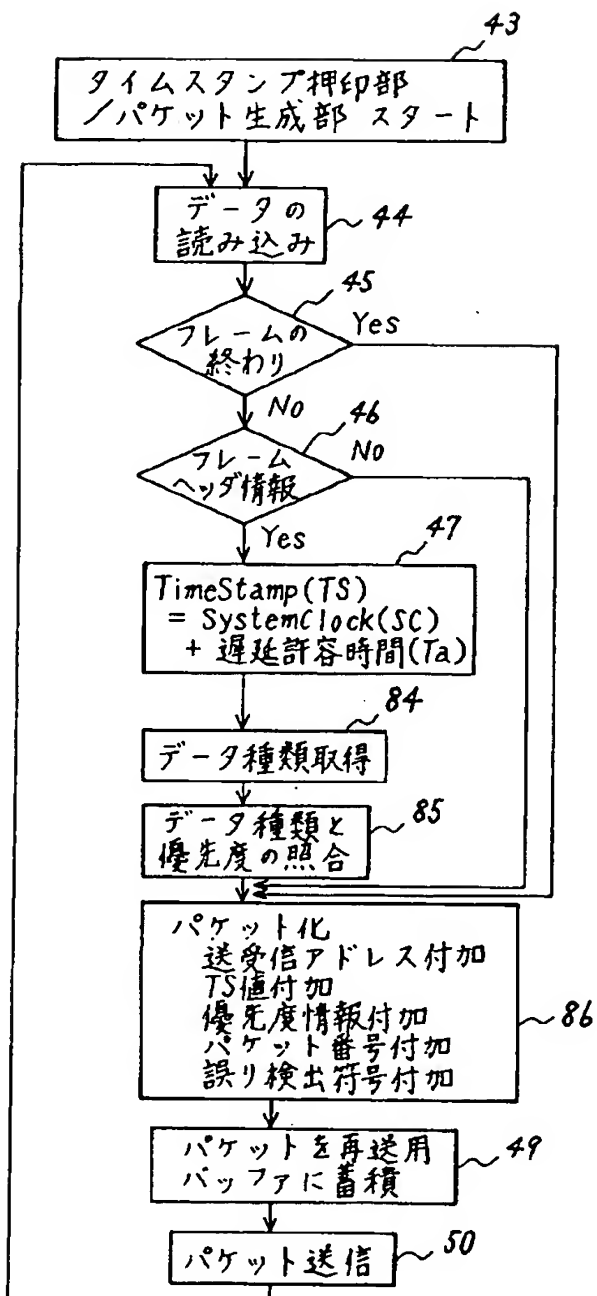 43
タイムスタンプ押印部
／パケット生成部 スタート
データの
読み込み
44
45
フレームの
終わり
Yes
No
46
フレーム
ヘッダ情報
No
Yes
47
TimeStamp(TS)
= SystemClock(SC)
+ 遅延許容時間(Ta)
84
データ種類取得
データ種類と
優先度の照合
85
パケット化
送受信アドレス付加
TS値付加
優先度情報付加
パケット番号付加
誤り検出符号付加
86
パケットを再送用
バッファに蓄積
49
パケット送信
50